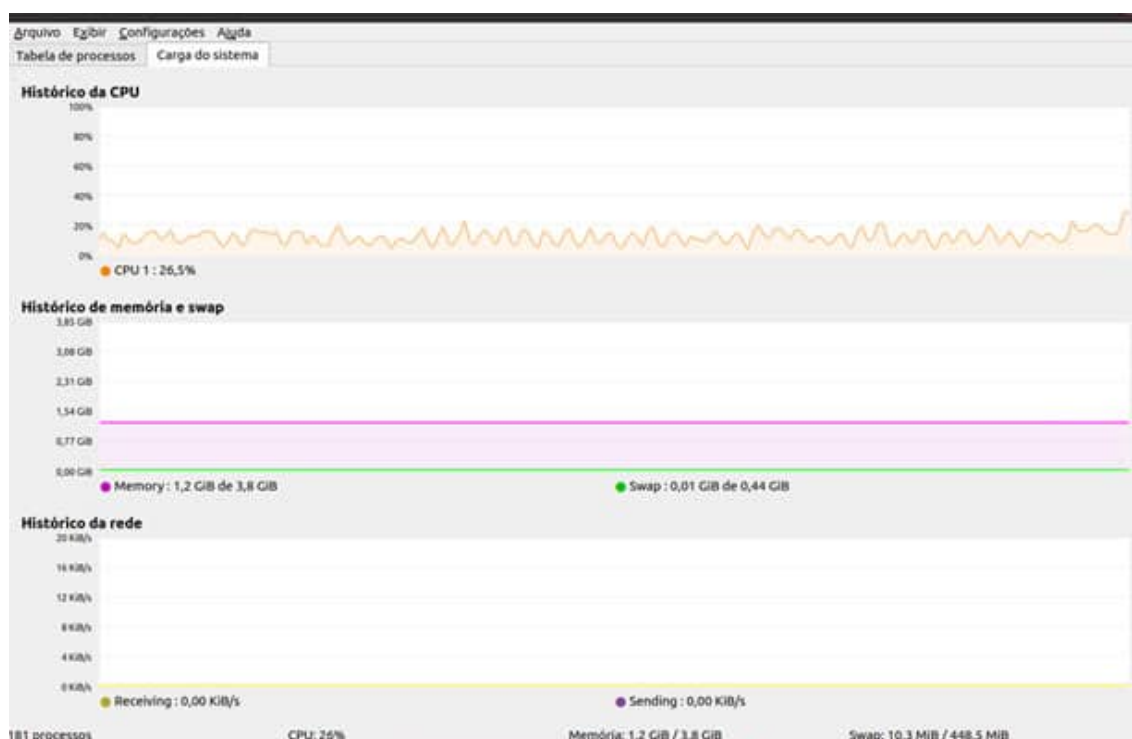 Arquivo Exibir Configurações Ajuda
Tabela de processos Carga do sistema
Histórico da CPU
100%
80%
60%
40%
20%
0%
CPU 1 : 26,5%
Histórico de memória e swap
3,85 GiB
3,08 GiB
2,31 GiB
1,54 GiB
0,77 GiB
0,00 GiB
Memory : 1,2 GiB de 3,8 GiB Swap : 0,01 GiB de 0,44 GiB
Histórico da rede
20 KiB/s
16 KiB/s
12 KiB/s
8 KiB/s
4 KiB/s
0 KiB/s
Receiving : 0,00 KiB/s Sending : 0,00 KiB/s
181 processos CPU: 26% Memória: 1,2 GiB / 3,8 GiB Swap: 10,3 MiB / 448,5 MiB